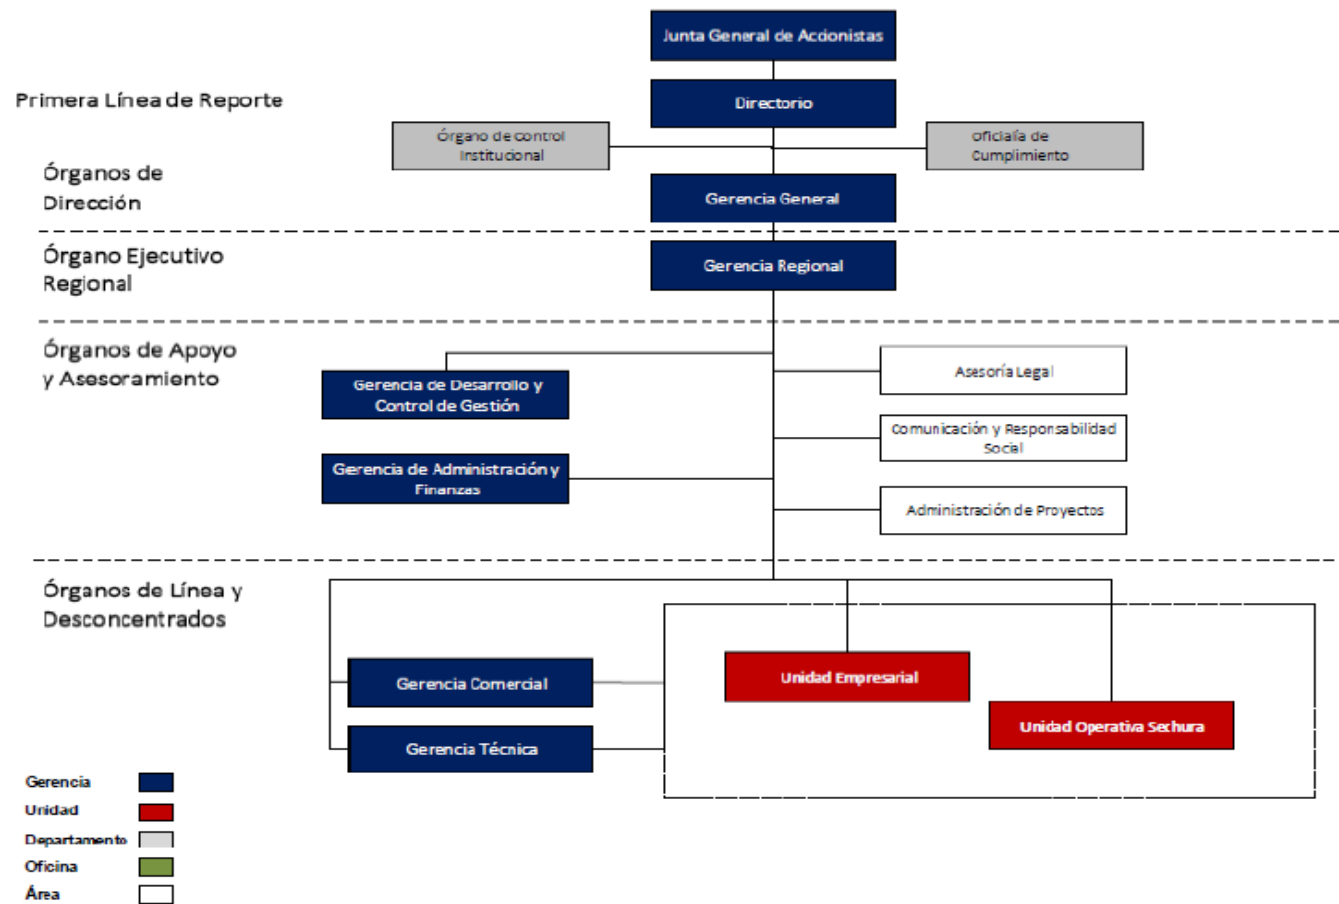 Junta General de Accionistas
Primera Línea de Reporte
Directorio
Órgano de Control
Institucional
Oficialía de
Cumplimiento
Órganos de
Dirección
Gerencia General
Órgano Ejecutivo
Regional
Gerencia Regional
Órganos de Apoyo
y Asesoramiento
Gerencia de Desarrollo y
Control de Gestión
Asesoría Legal
Comunicación y Responsabilidad
Social
Gerencia de Administración y
Finanzas
Administración de Proyectos
Órganos de Línea y
Desconcentrados
Gerencia Comercial
Unidad Empresarial
Unidad Operativa Sechura
Gerencia Técnica
Gerencia
Unidad
Departamento
Oficina
Área